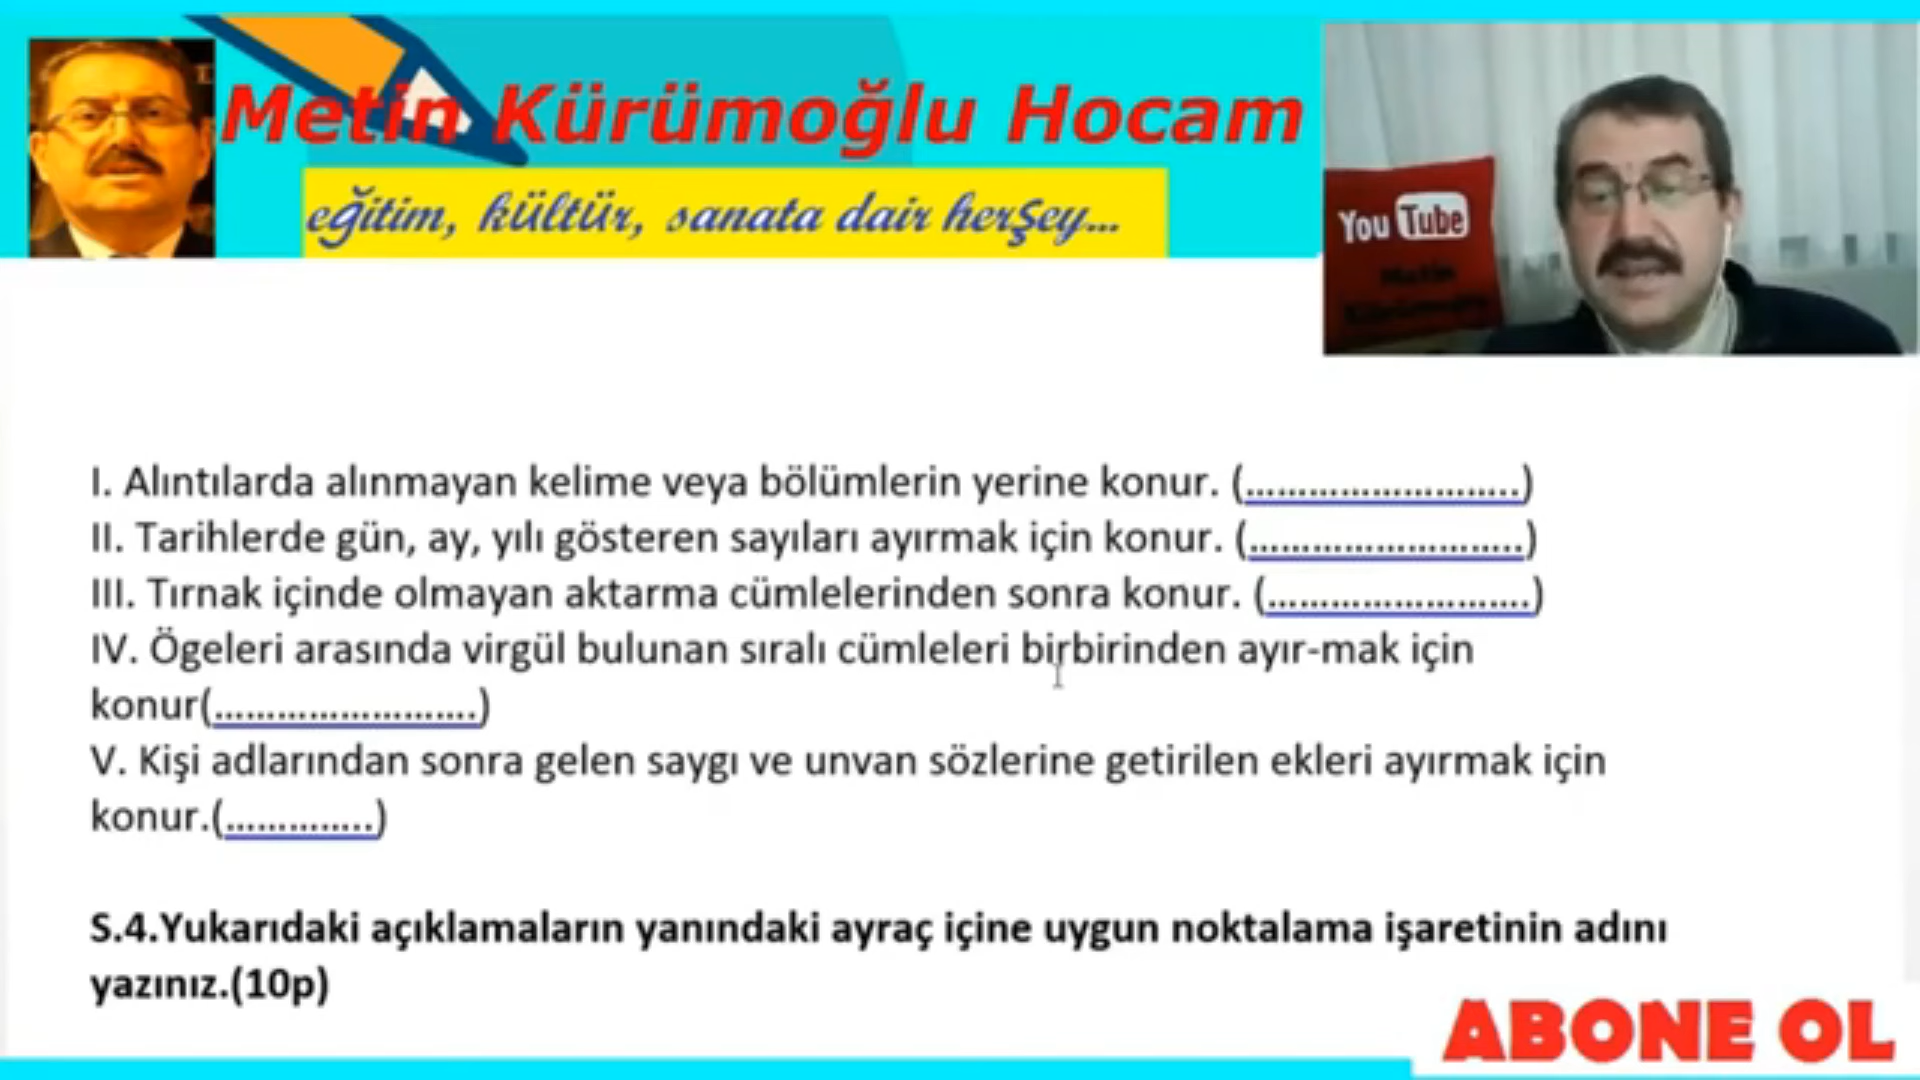 Metin Kürümoğlu Hocam
eğitim, kültür, sanata dair herşey...
You Tube
Metin
I. Alıntılarda alınmayan kelime veya bölümlerin yerine konur. (……………………..)
II. Tarihlerde gün, ay, yılı gösteren sayıları ayırmak için konur. (……………………..)
III. Tırnak içinde olmayan aktarma cümlelerinden sonra konur. (…………………….)
IV. Ögeleri arasında virgül bulunan sıralı cümleleri birbirinden ayır-mak için
konur(…………………….)
V. Kişi adlarından sonra gelen saygı ve unvan sözlerine getirilen ekleri ayırmak için
konur.(…………..)
S.4.Yukarıdaki açıklamaların yanındaki ayraç içine uygun noktalama işaretinin adını
yazınız.(10p)
ABONE OL